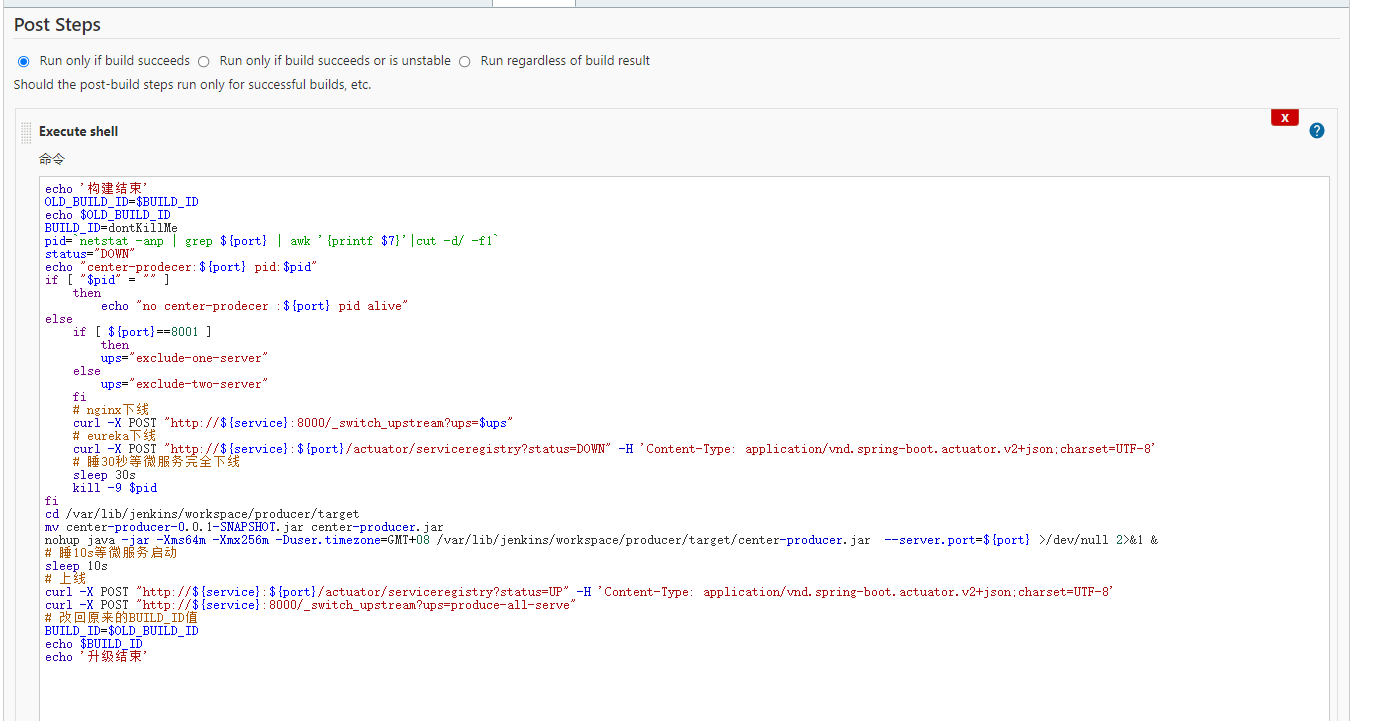 Post Steps
Run only if build succeeds Run only if build succeeds or is unstable Run regardless of build result
Should the post-build steps run only for successful builds, etc.
X
Execute shell
?
命令
echo '构建结束'
OLD_BUILD_ID=$BUILD_ID
echo $OLD_BUILD_ID
BUILD_ID=dontKillMe
pid=`netstat -anp | grep ${port} | awk '{printf $7}'|cut -d/ -f1`
status="DOWN"
echo "center-prodecer:${port} pid:$pid"
if [ "$pid" = "" ]
    then
        echo "no center-prodecer :${port} pid alive"
else
    if [ ${port}==8001 ]
        then
        ups="exclude-one-server"
    else
        ups="exclude-two-server"
    fi
    # nginx下线
    curl -X POST "http://${service}:8000/_switch_upstream?ups=$ups"
    # eureka下线
    curl -X POST "http://${service}:${port}/actuator/serviceregistry?status=DOWN" -H 'Content-Type: application/vnd.spring-boot.actuator.v2+json;charset=UTF-8'
    # 睡30秒等微服务完全下线
    sleep 30s
    kill -9 $pid
fi
cd /var/lib/jenkins/workspace/producer/target
mv center-producer-0.0.1-SNAPSHOT.jar center-producer.jar
nohup java -jar -Xms64m -Xmx256m -Duser.timezone=GMT+08 /var/lib/jenkins/workspace/producer/target/center-producer.jar  --server.port=${port} >/dev/null 2>&1 &
# 睡10s等微服务启动
sleep 10s
# 上线
curl -X POST "http://${service}:${port}/actuator/serviceregistry?status=UP" -H 'Content-Type: application/vnd.spring-boot.actuator.v2+json;charset=UTF-8'
curl -X POST "http://${service}:8000/_switch_upstream?ups=produce-all-serve"
# 改回原来的BUILD_ID值
BUILD_ID=$OLD_BUILD_ID
echo $BUILD_ID
echo '升级结束'